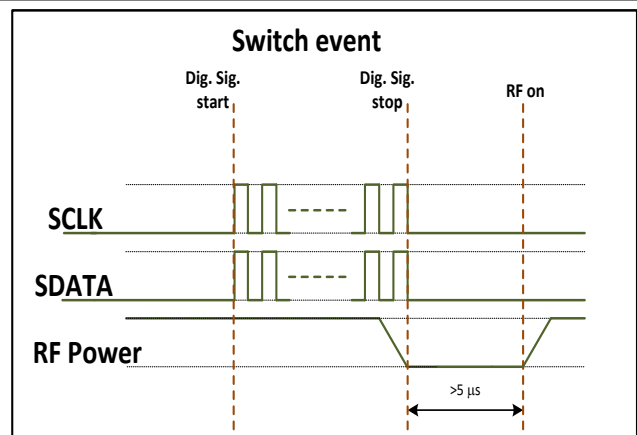 Switch event
Dig. Sig.
start
Dig. Sig.
stop
RF on
SCLK
SDATA
RF Power
>5 µs